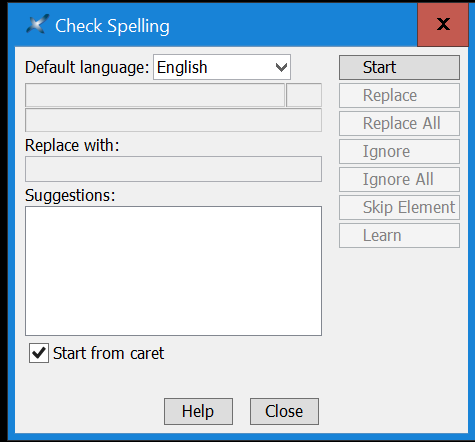 Check Spelling
X
Default language: English
Start
Replace
Replace All
Replace with:
Ignore
Ignore All
Suggestions:
Skip Element
Learn
Start from caret
Help Close